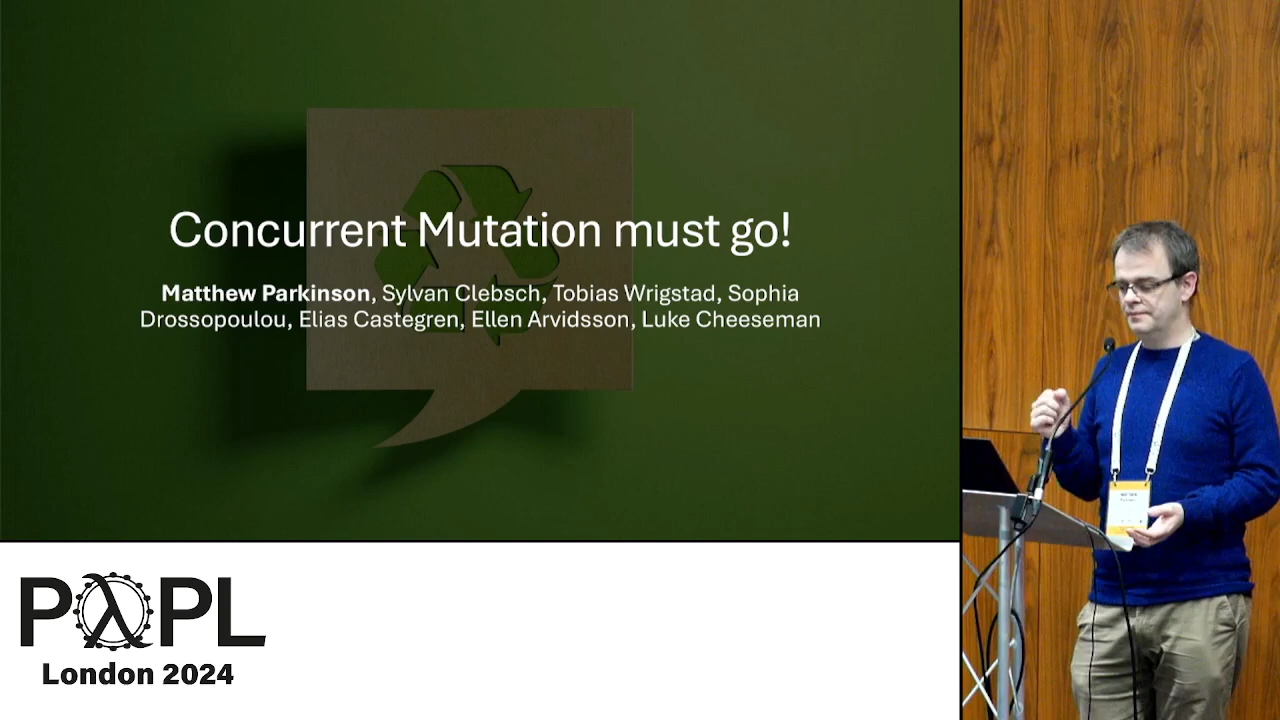 Concurrent Mutation must go!
Matthew Parkinson, Sylvan Clebsch, Tobias Wrigstad, Sophia
Drossopoulou, Elias Castegren, Ellen Arvidsson, Luke Cheeseman
PλPL
London 2024